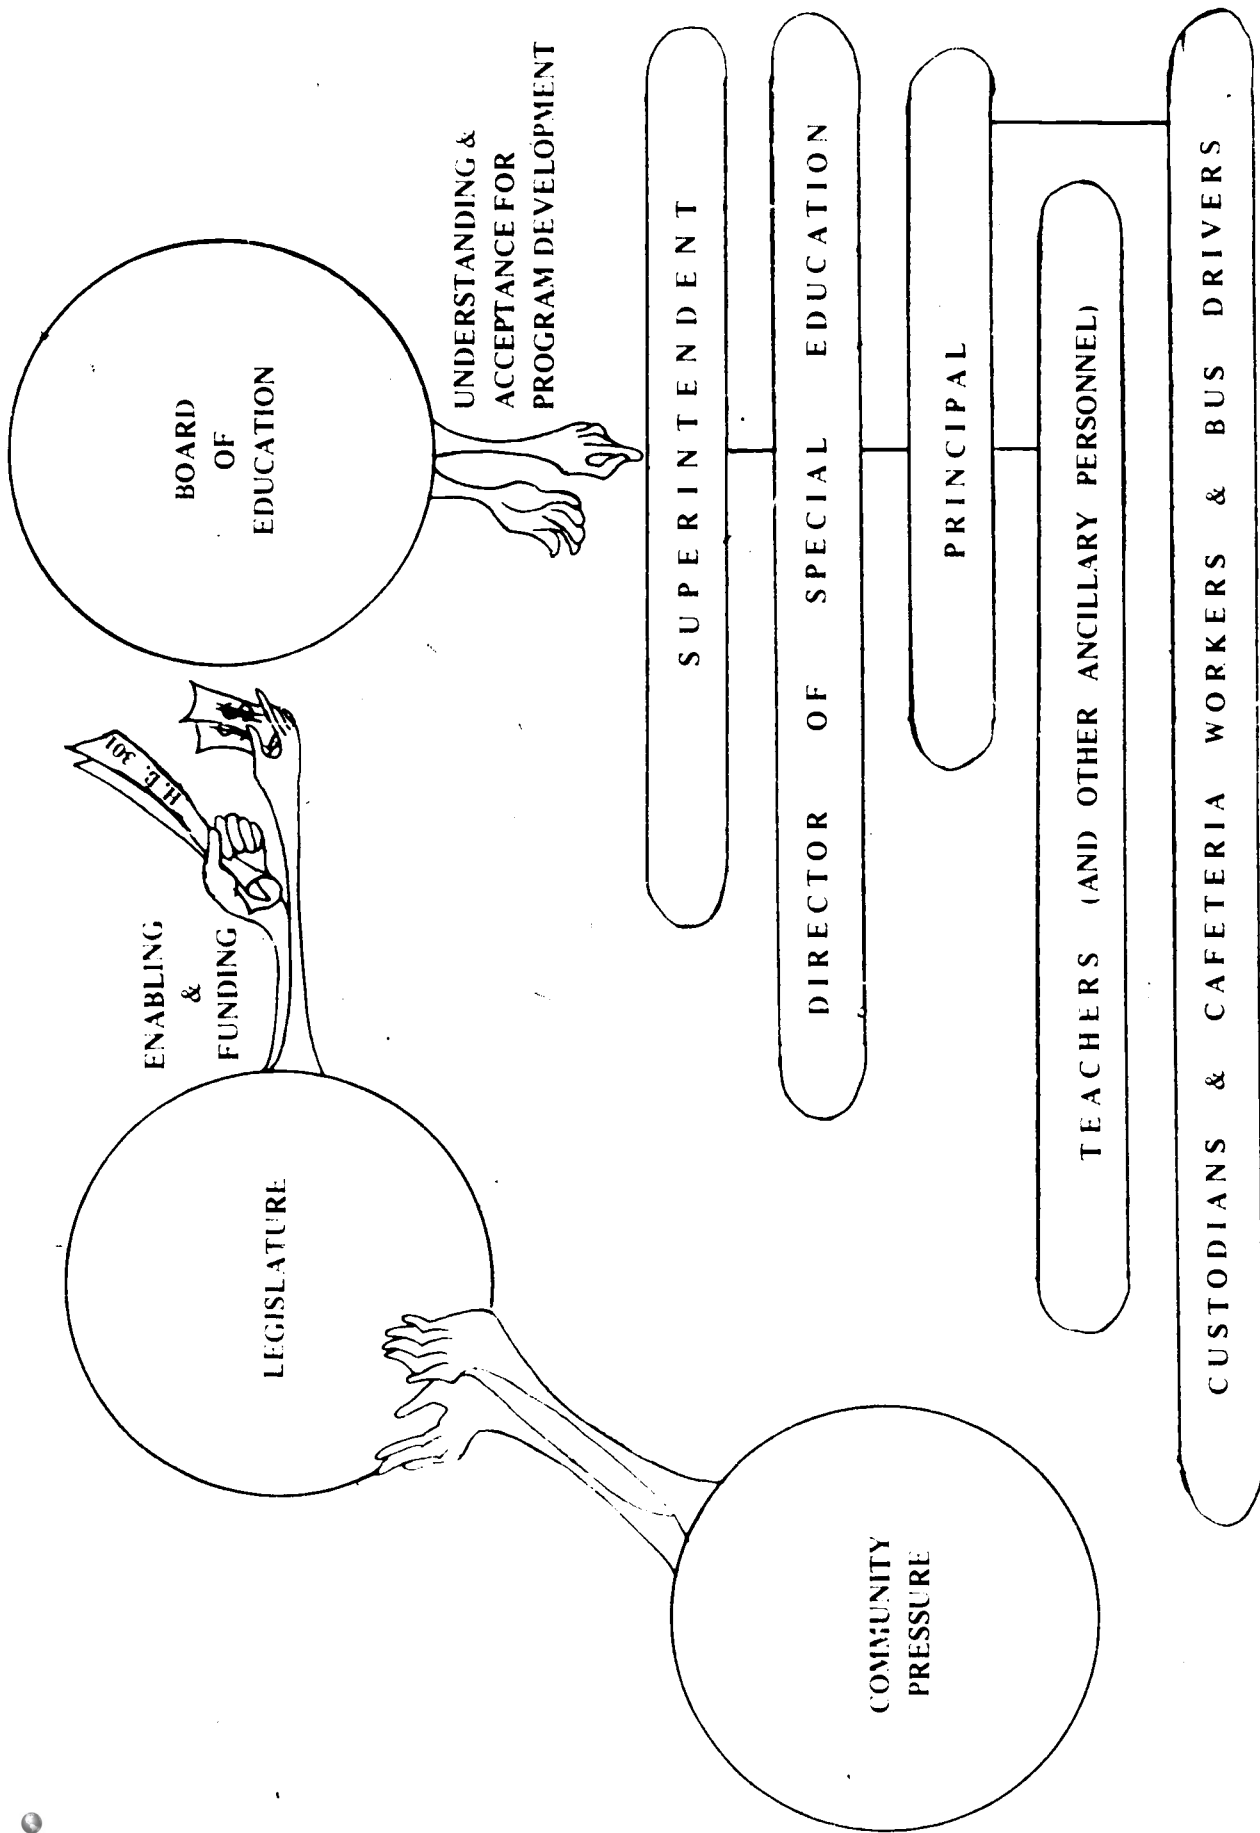 ENABLING
&
FUNDING
H. B. 301
BOARD
OF
EDUCATION
LEGISLATURE
UNDERSTANDING &
ACCEPTANCE FOR
PROGRAM DEVELOPMENT
COMMUNITY
PRESSURE
SUPERINTENDENT
DIRECTOR OF SPECIAL EDUCATION
PRINCIPAL
TEACHERS (AND OTHER ANCILLARY PERSONNEL)
CUSTODIANS & CAFETERIA WORKERS & BUS DRIVERS